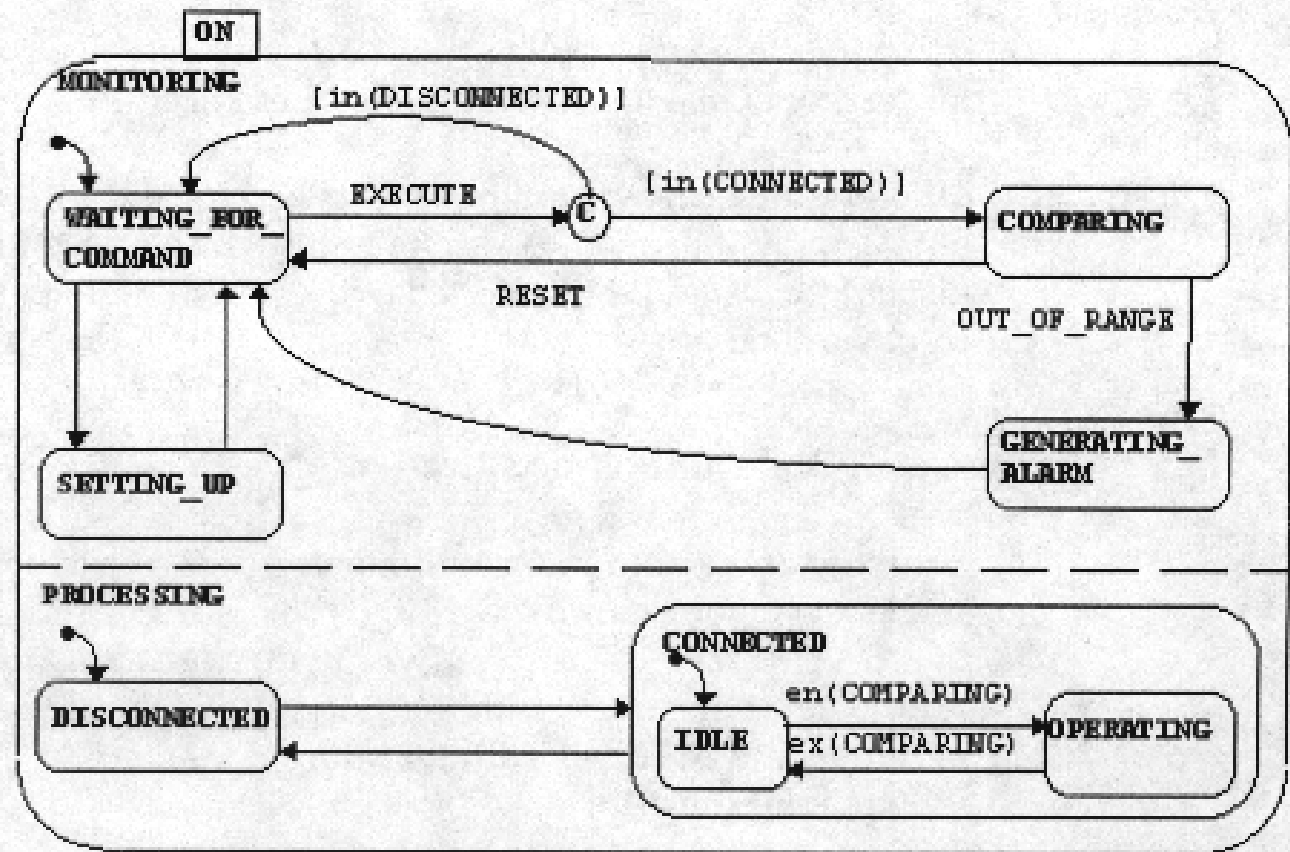 ON
MONITORING
[in(DISCONNECTED)]
EXECUTE
C
[in(CONNECTED)]
WAITING_FOR_
COMMAND
COMPARING
RESET
OUT_OF_RANGE
GENERATING_
ALARM
SETTING_UP
PROCESSING
CONNECTED
en(COMPARING)
DISCONNECTED
IDLE
OPERATING
ex(COMPARING)